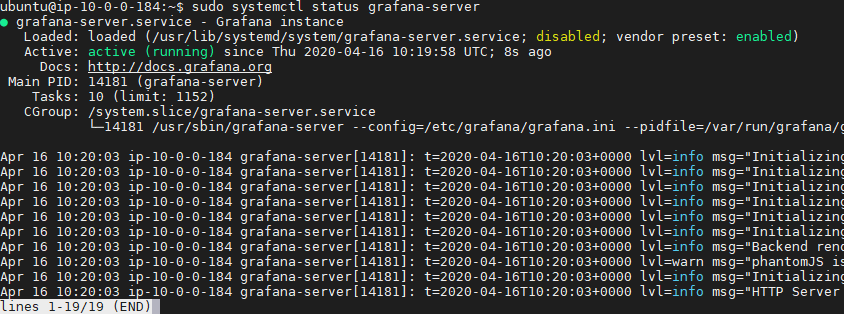 ubuntu@ip-10-0-0-184:~$ sudo systemctl status grafana-server
● grafana-server.service - Grafana instance
   Loaded: loaded (/usr/lib/systemd/system/grafana-server.service; disabled; vendor preset: enabled)
   Active: active (running) since Thu 2020-04-16 10:19:58 UTC; 8s ago
     Docs: http://docs.grafana.org
 Main PID: 14181 (grafana-server)
    Tasks: 10 (limit: 1152)
   CGroup: /system.slice/grafana-server.service
           └─14181 /usr/sbin/grafana-server --config=/etc/grafana/grafana.ini --pidfile=/var/run/grafana/g

Apr 16 10:20:03 ip-10-0-0-184 grafana-server[14181]: t=2020-04-16T10:20:03+0000 lvl=info msg="Initializing
Apr 16 10:20:03 ip-10-0-0-184 grafana-server[14181]: t=2020-04-16T10:20:03+0000 lvl=info msg="Initializing
Apr 16 10:20:03 ip-10-0-0-184 grafana-server[14181]: t=2020-04-16T10:20:03+0000 lvl=info msg="Initializing
Apr 16 10:20:03 ip-10-0-0-184 grafana-server[14181]: t=2020-04-16T10:20:03+0000 lvl=info msg="Initializing
Apr 16 10:20:03 ip-10-0-0-184 grafana-server[14181]: t=2020-04-16T10:20:03+0000 lvl=info msg="Initializing
Apr 16 10:20:03 ip-10-0-0-184 grafana-server[14181]: t=2020-04-16T10:20:03+0000 lvl=info msg="Initializing
Apr 16 10:20:03 ip-10-0-0-184 grafana-server[14181]: t=2020-04-16T10:20:03+0000 lvl=info msg="Backend rend
Apr 16 10:20:03 ip-10-0-0-184 grafana-server[14181]: t=2020-04-16T10:20:03+0000 lvl=warn msg="phantomJS is
Apr 16 10:20:03 ip-10-0-0-184 grafana-server[14181]: t=2020-04-16T10:20:03+0000 lvl=info msg="Initializing
Apr 16 10:20:03 ip-10-0-0-184 grafana-server[14181]: t=2020-04-16T10:20:03+0000 lvl=info msg="HTTP Server
lines 1-19/19 (END)